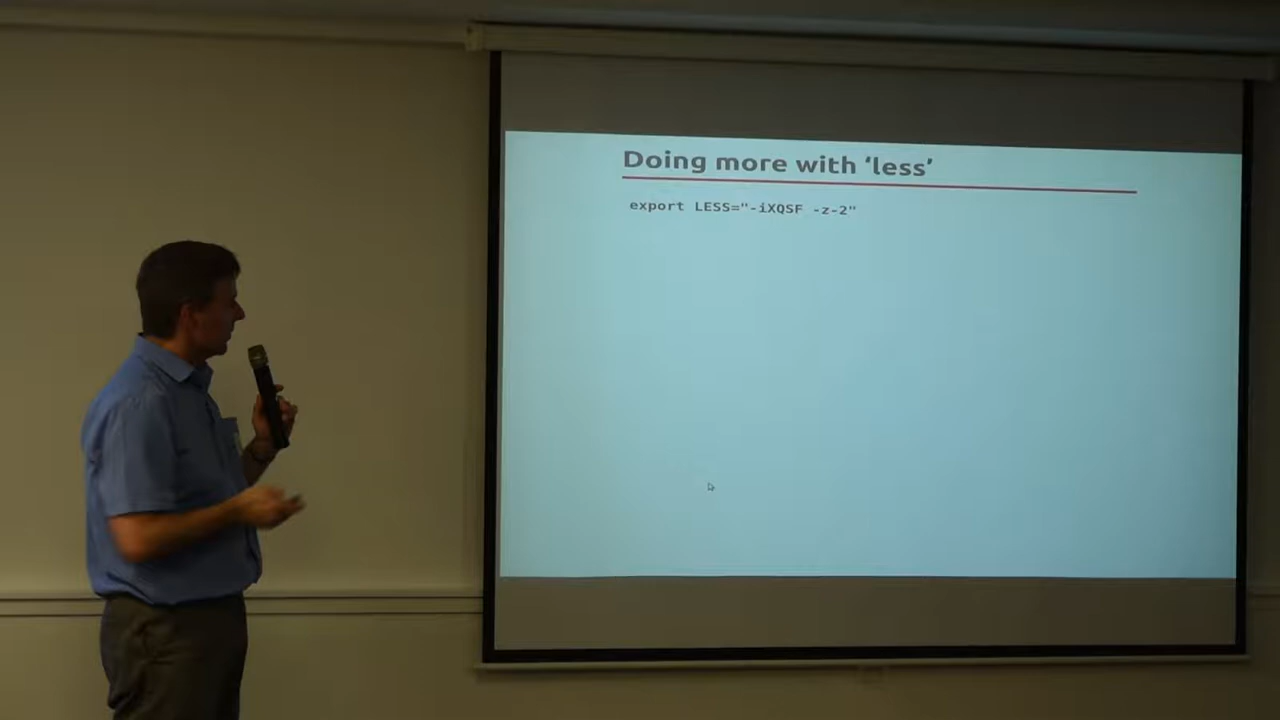 Doing more with ‘less’
export LESS="-iXQSF -z-2"